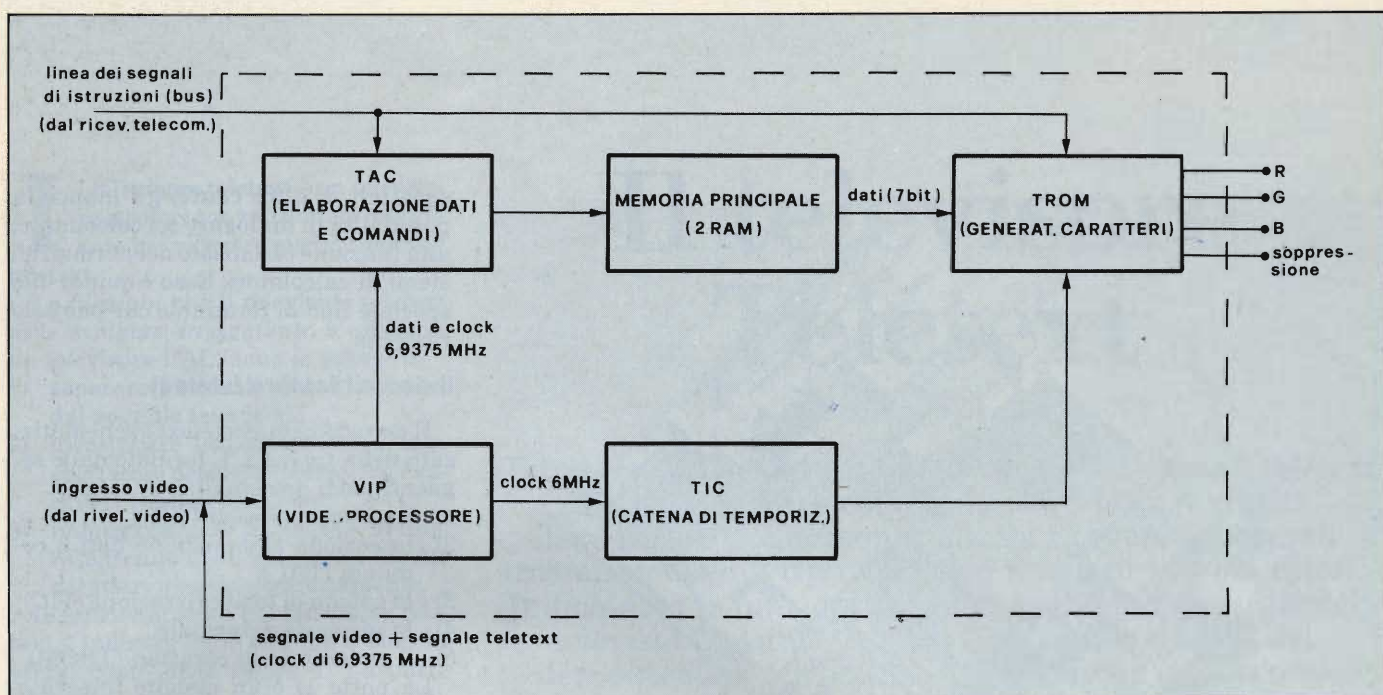 linea dei segnali
di istruzioni (bus)
(dal ricev. telecom.)
TAC
(ELABORAZIONE DATI
E COMANDI)
MEMORIA PRINCIPALE
(2 RAM)
dati (7bit)
TROM
(GENERAT. CARATTERI)
R
G
B
soppres-
sione
dati e clock
6,9375 MHz
ingresso video
(dal rivel. video)
VIP
(VIDE..PROCESSORE)
clock 6MHz
TIC
(CATENA DI TEMPORIZ.)
segnale video + segnale teletext
(clock di 6,9375 MHz)